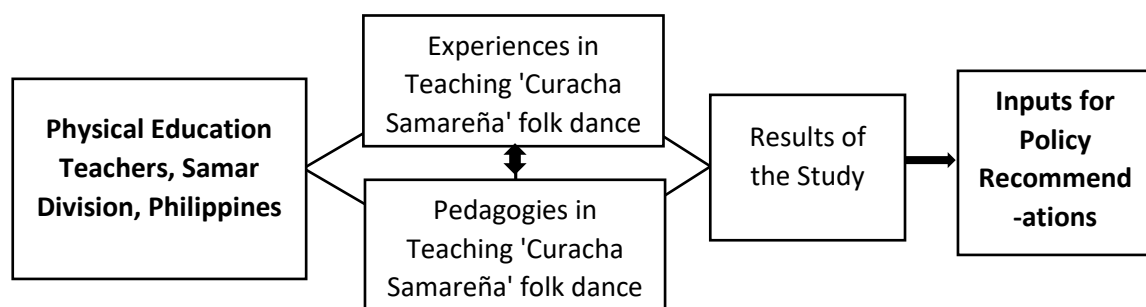 Physical Education
Teachers, Samar
Division, Philippines
Experiences in
Teaching 'Curacha
Samareña' folk dance
Pedagogies in
Teaching 'Curacha
Samareña' folk dance
Results of
the Study
Inputs for
Policy
Recommend
-ations